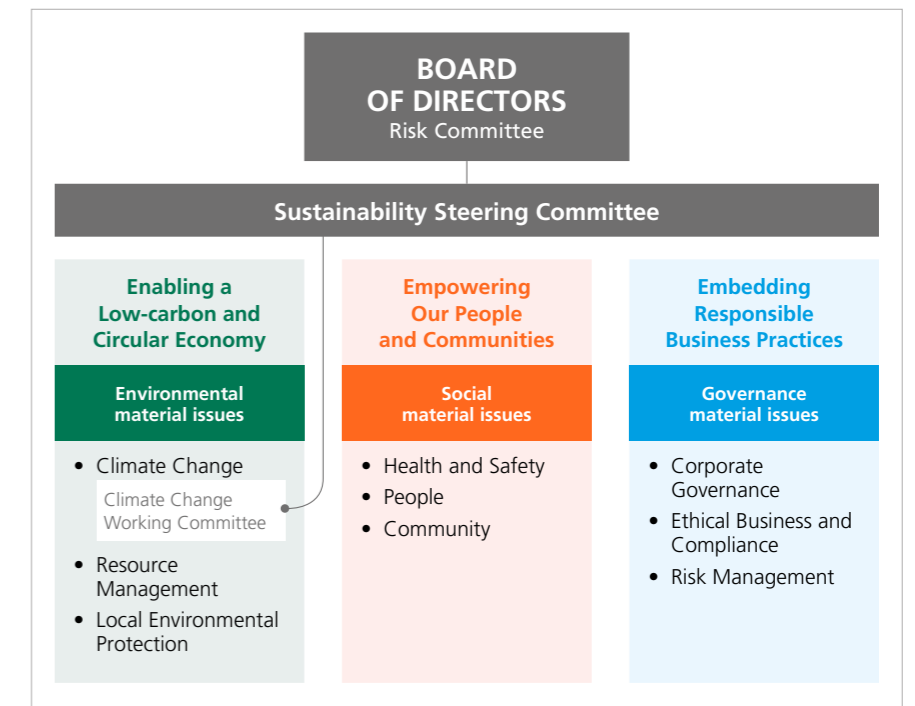 BOARD
OF DIRECTORS
Risk Committee
Sustainability Steering Committee
Enabling a
Low-carbon and
Circular Economy
Environmental
material issues
• Climate Change
Climate Change
Working Committee
• Resource
Management
• Local Environmental
Protection
Empowering
Our People
and Communities
Social
material issues
• Health and Safety
• People
• Community
Embedding
Responsible
Business Practices
Governance
material issues
• Corporate
Governance
• Ethical Business and
Compliance
• Risk Management